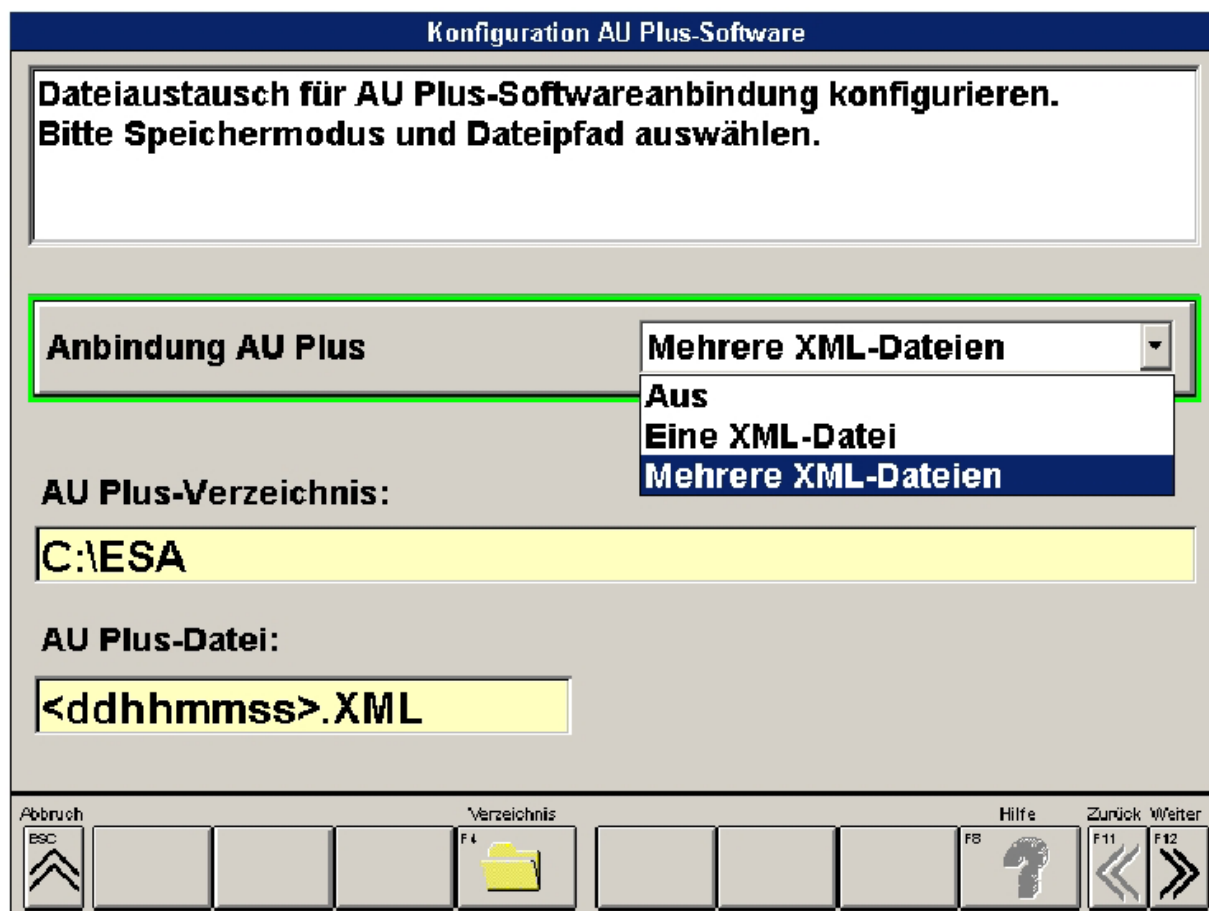 Konfiguration AU Plus-Software
Dateiaustausch für AU Plus-Softwareanbindung konfigurieren.
Bitte Speichermodus und Dateipfad auswählen.
Anbindung AU Plus
Mehrere XML-Dateien
Aus
Eine XML-Datei
Mehrere XML-Dateien
AU Plus-Verzeichnis:
C:\ESA
AU Plus-Datei:
<ddhhmmss>.XML
Abbruch Verzeichnis Hilfe Zurück Weiter
ESC F4 F8 F11 F12